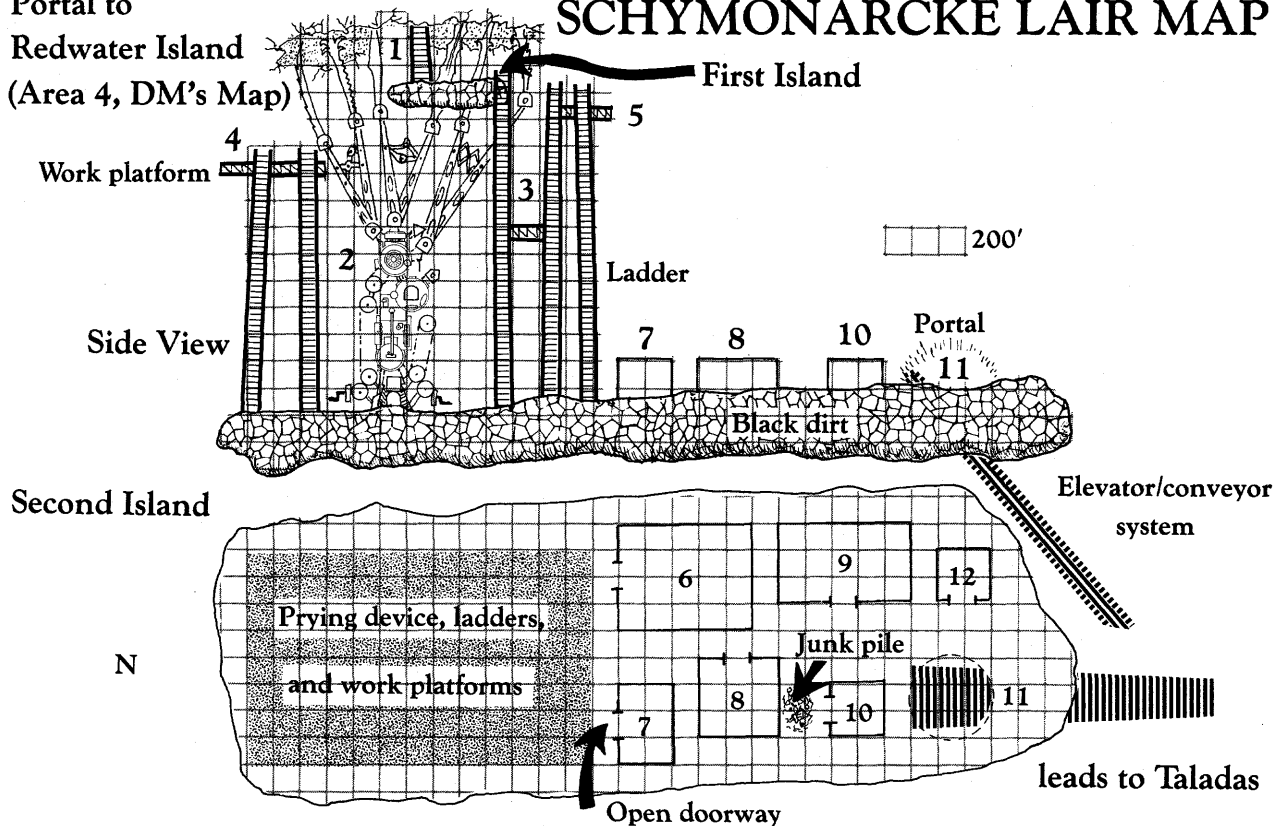 Portal to
Redwater Island
(Area 4, DM's Map)
SCHYMONARCKE LAIR MAP
First Island
1
5
4
Work platform
3
200'
2
Ladder
Side View
7
8
10
Portal
11
Black dirt
Second Island
Elevator/conveyor
system
6
9
12
Prying device, ladders,
and work platforms
N
Junk pile
7
8
10
11
leads to Taladas
Open doorway